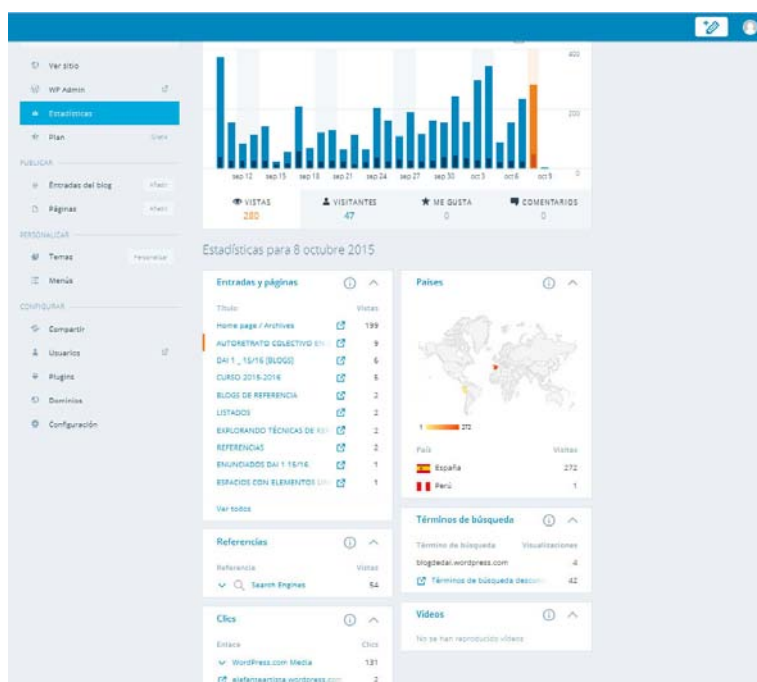 Ver sitio
WP Admin
Estadísticas
Plan
PUBLICAR
Entradas del blog Añadir
Páginas Añadir
PERSONALIZAR
Temas Personalizar
Menús
CONFIGURAR
Compartir
Usuarios
Plugins
Dominios
Configuración
400
200
0
sep 12 sep 15 sep 18 sep 21 sep 24 sep 27 sep 30 oct 3 oct 6 oct 9
VISTAS VISITANTES ME GUSTA COMENTARIOS
280 47 0 0
Estadísticas para 8 octubre 2015
Entradas y páginas
Título Vistas
Home page / Archives 199
AUTORETRATO COLECTIVO EN 9
DAI 1 _ 15/16 (BLOGS) 6
CURSO 2015-2016 5
BLOGS DE REFERENCIA 2
LISTADOS 2
EXPLORANDO TÉCNICAS DE 2
REFERENCIAS 2
ENUNCIADOS DAI 1 15/16 1
ESPACIOS CON ELEMENTOS 1
Ver todos
Referencias
Referencia Vistas
Search Engines 54
Clics
Enlace Clics
WordPress.com Media 131
elefanteartista.wordpress.com 2
Países
1 272
País Visitas
España 272
Perú 1
Términos de búsqueda
Término de búsqueda Visualizaciones
blogdedai.wordpress.com 4
Términos de búsqueda 42
Vídeos
No se han reproducido vídeos